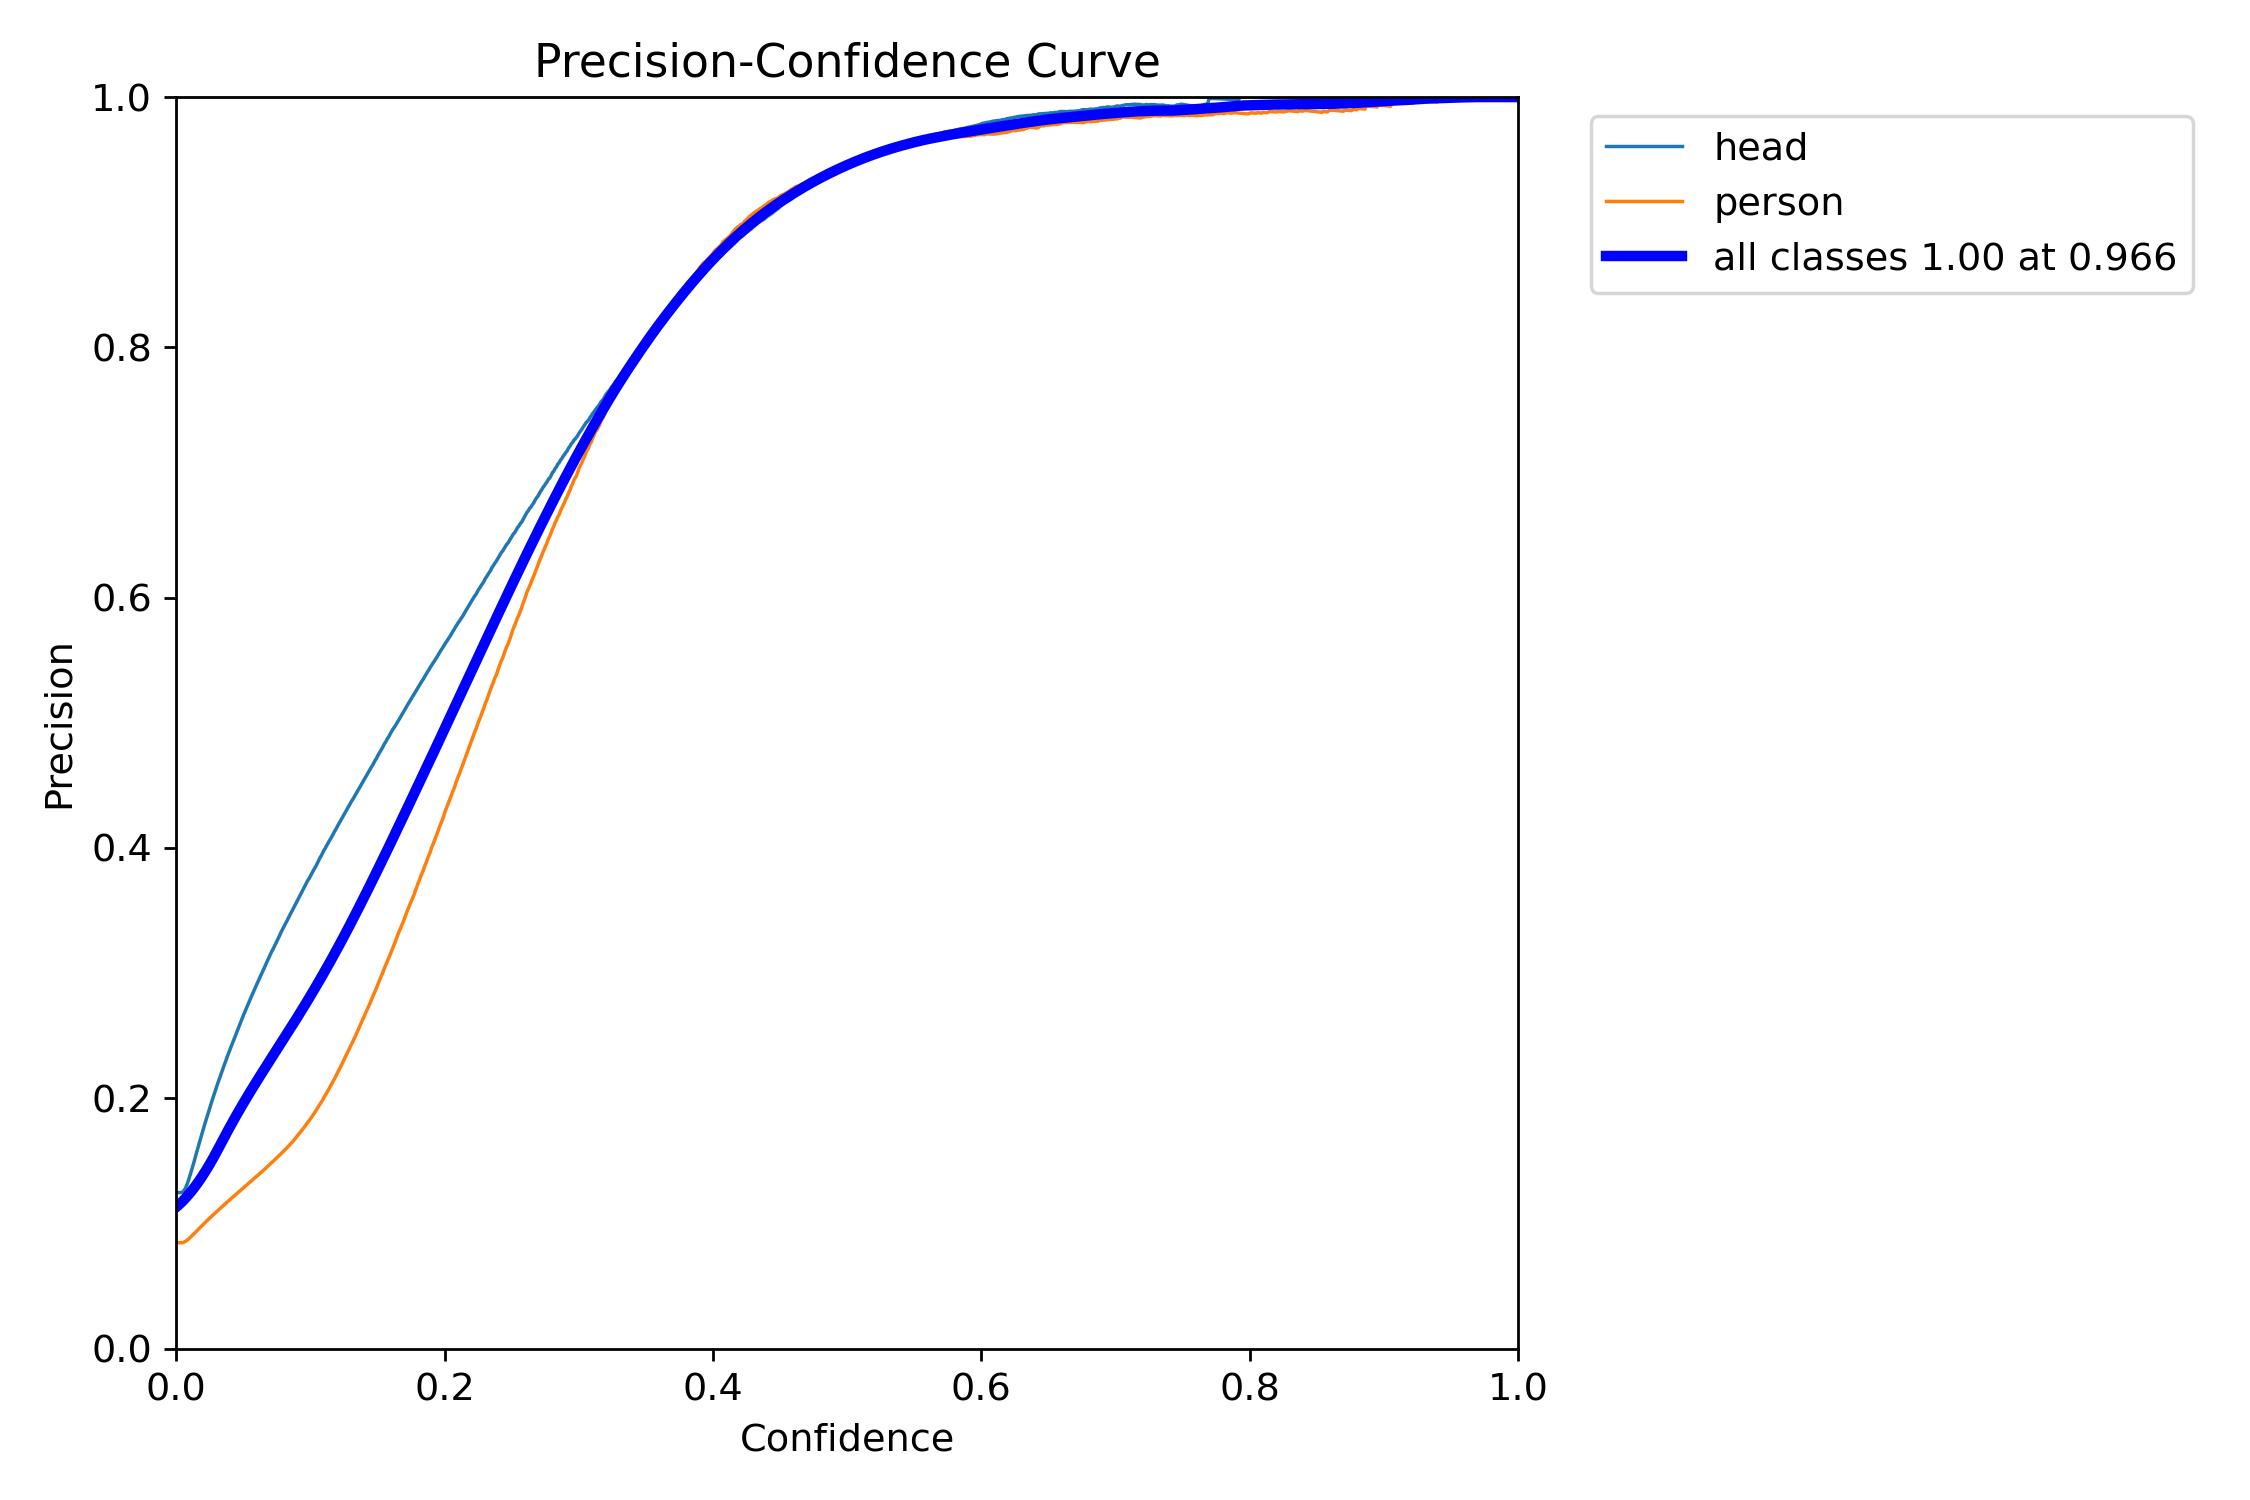 Precision-Confidence Curve
1.0
0.8
0.6
0.4
0.2
0.0
Precision
0.0 0.2 0.4 0.6 0.8 1.0
Confidence
head
person
all classes 1.00 at 0.966